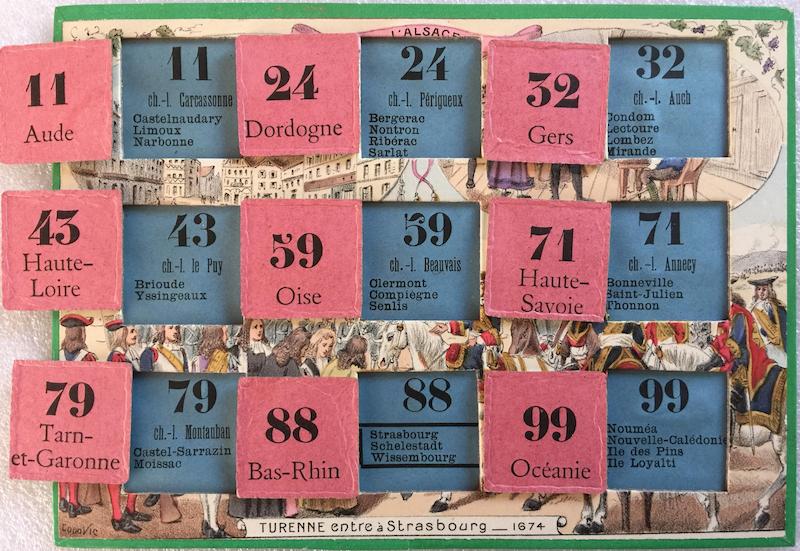 L'ALSACE
11
Aude
11
ch.-l. Carcassonne
Castelnaudary
Limoux
Narbonne
24
Dordogne
24
ch.-l. Périgueux
Bergerac
Nontron
Ribérac
Sarlat
32
Gers
32
ch.-l. Auch
Condom
Lectoure
Lombez
Mirande
43
Haute-
Loire
43
ch.-l. le Puy
Brioude
Yssingeaux
59
Oise
59
ch.-l. Beauvais
Clermont
Compiègne
Senlis
71
Haute-
Savoie
71
ch.-l. Annecy
Bonneville
Saint-Julien
Thonnon
79
Tarn-
et-Garonne
79
ch.-l. Montauban
Castel-Sarrazin
Moissac
88
Bas-Rhin
88
Strasbourg
Schelestadt
Wissembourg
99
Océanie
99
Nouméa
Nouvelle-Calédonie
Ile des Pins
Ile Loyalti
LUDOVIC
TURENNE entre à Strasbourg — 1674